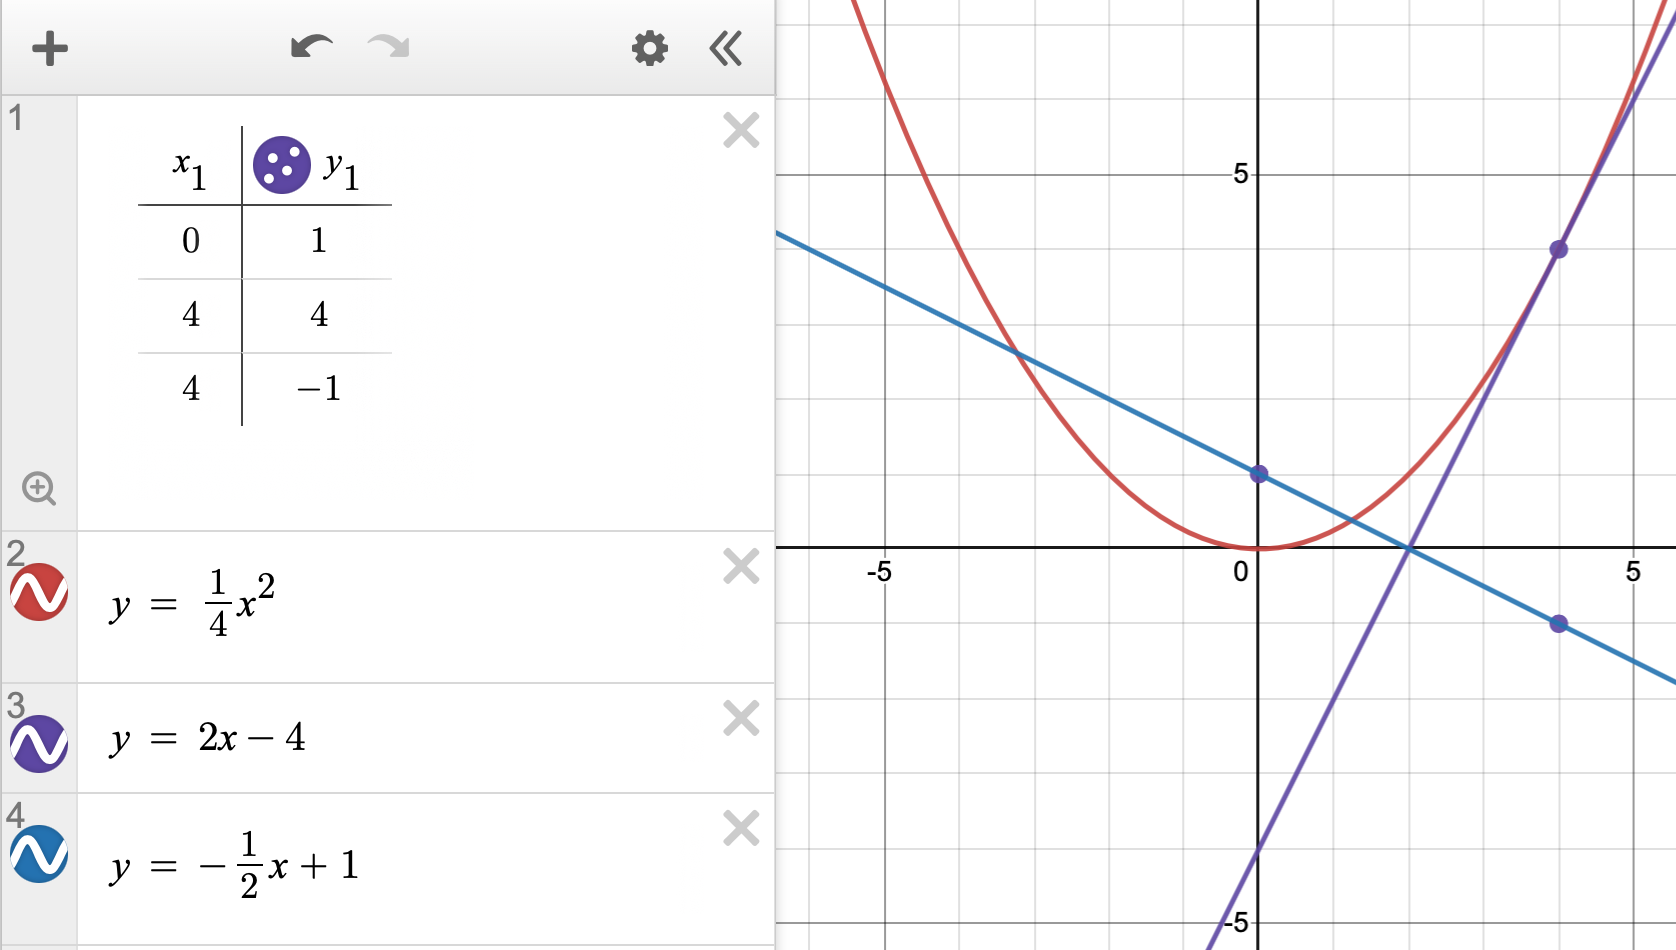 1
x₁ y₁
0 1
4 4
4 −1
2
y = 1/4 x²
3
y = 2x − 4
4
y = −1/2 x + 1
5
-5 0 5
-5